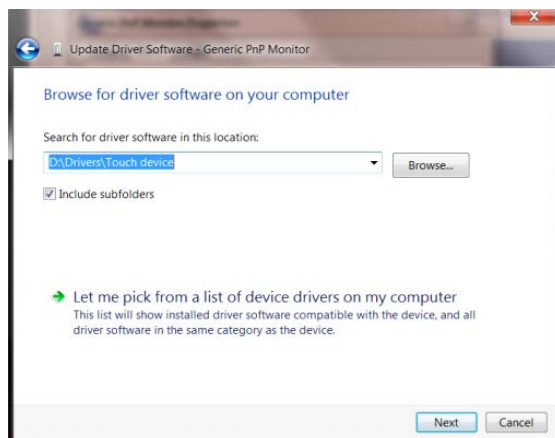 Update Driver Software - Generic PnP Monitor
Browse for driver software on your computer
Search for driver software in this location:
D:\Drivers\Touch device
Browse...
Include subfolders
Let me pick from a list of device drivers on my computer
This list will show installed driver software compatible with the device, and all
driver software in the same category as the device.
Next
Cancel